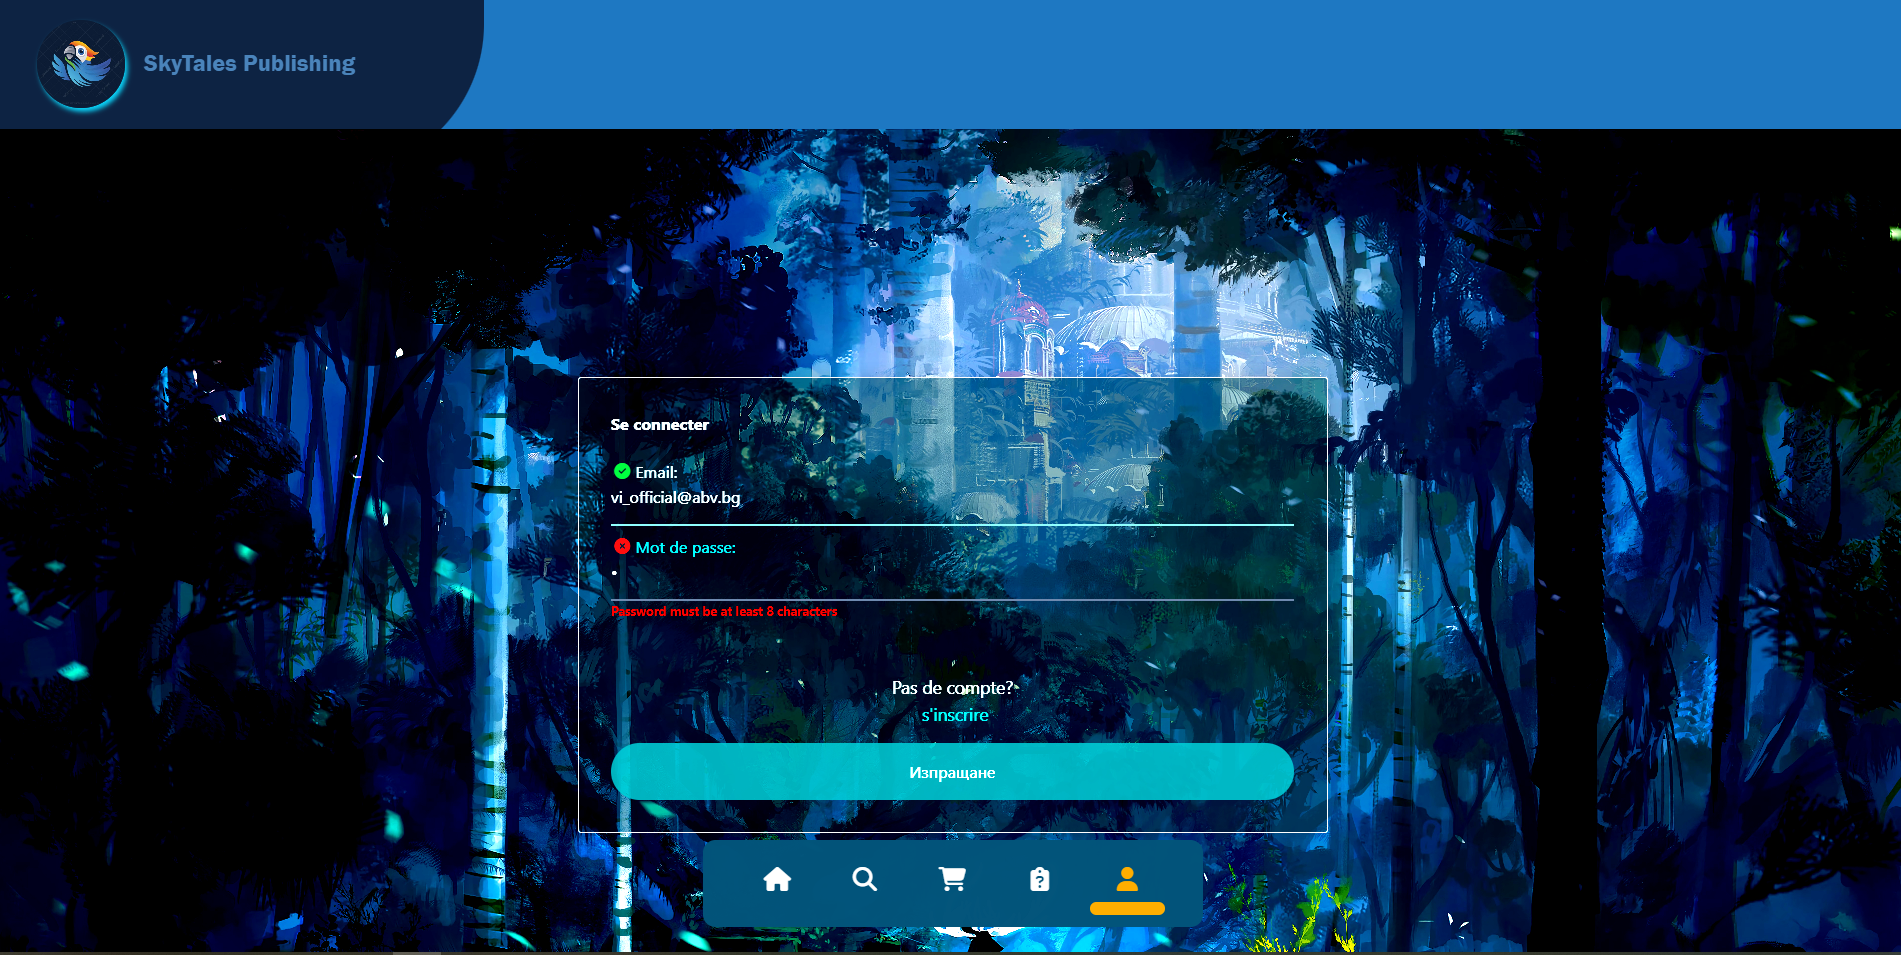 SkyTales Publishing
Se connecter
Email:
vi_official@abv.bg
Mot de passe:
Password must be at least 8 characters
Pas de compte?
s'inscrire
Изпращане